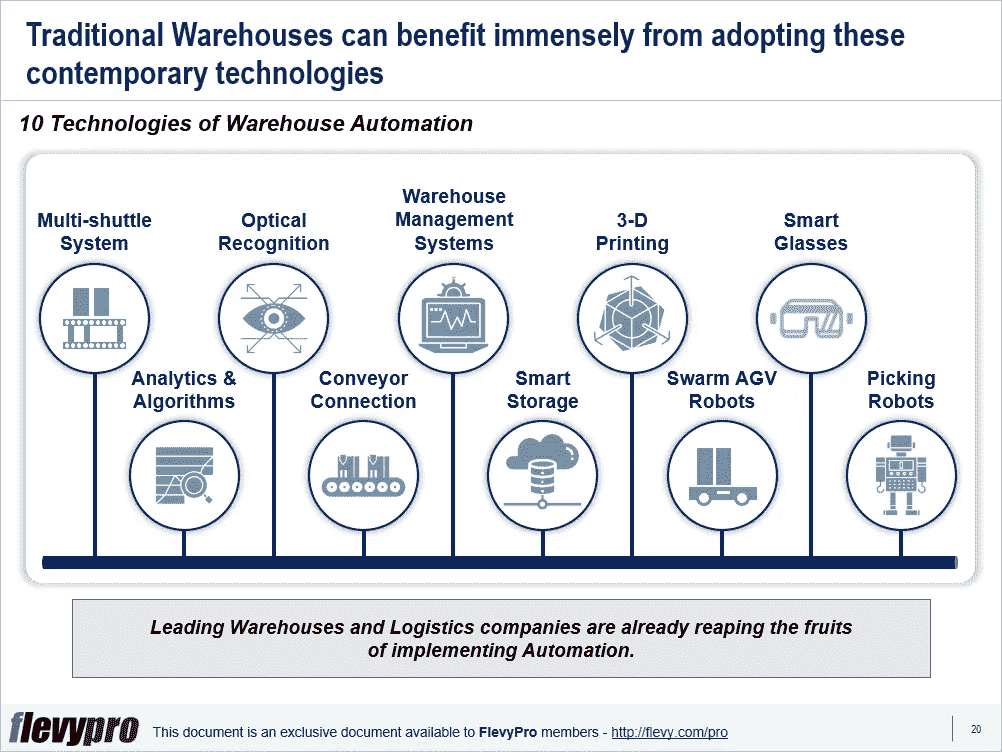 Traditional Warehouses can benefit immensely from adopting these
contemporary technologies
10 Technologies of Warehouse Automation
Multi-shuttle
System
Optical
Recognition
Warehouse
Management
Systems
3-D
Printing
Smart
Glasses
Analytics &
Algorithms
Conveyor
Connection
Smart
Storage
Swarm AGV
Robots
Picking
Robots
Leading Warehouses and Logistics companies are already reaping the fruits
of implementing Automation.
flevypro
This document is an exclusive document available to FlevyPro members - http://flevy.com/pro
20